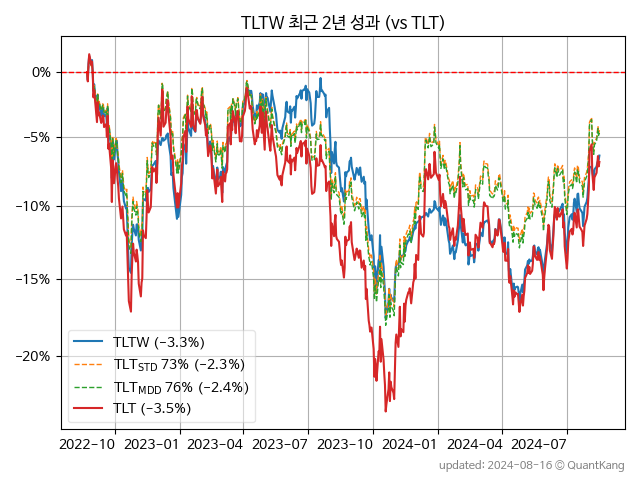 TLTW 최근 2년 성과 (vs TLT)
0%
−5%
−10%
−15%
−20%
TLTW (−3.3%)
TLT_STD 73% (−2.3%)
TLT_MDD 76% (−2.4%)
TLT (−3.5%)
2022-10 2023-01 2023-04 2023-07 2023-10 2024-01 2024-04 2024-07
updated: 2024-08-16 © QuantKang